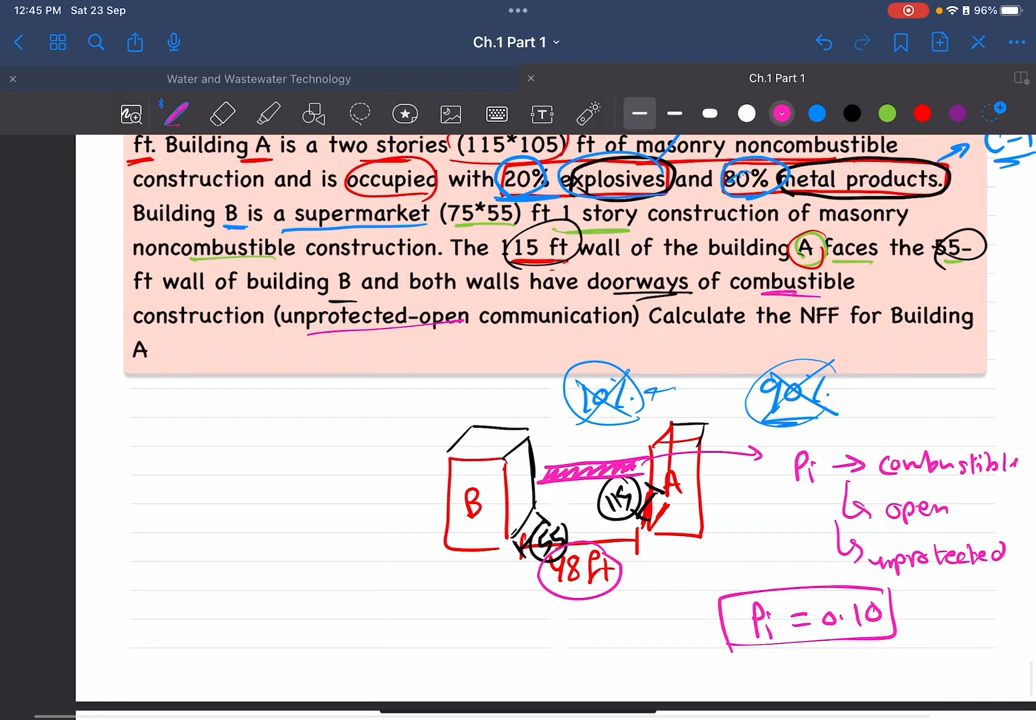 12:45 PM Sat 23 Sep
96%
Ch.1 Part 1
Water and Wastewater Technology
Ch.1 Part 1
ft. Building A is a two stories (115*105) ft of masonry noncombustible
construction and is occupied with 20% explosives and 80% metal products.
Building B is a supermarket (75*55) ft 1 story construction of masonry
noncombustible construction. The 115 ft wall of the building A faces the 55-
ft wall of building B and both walls have doorways of combustible
construction (unprotected-open communication) Calculate the NFF for Building
A
10% 90%
Pi → combustible
B 115 A
open
55
unprotected
48 ft
Pi = 0.10